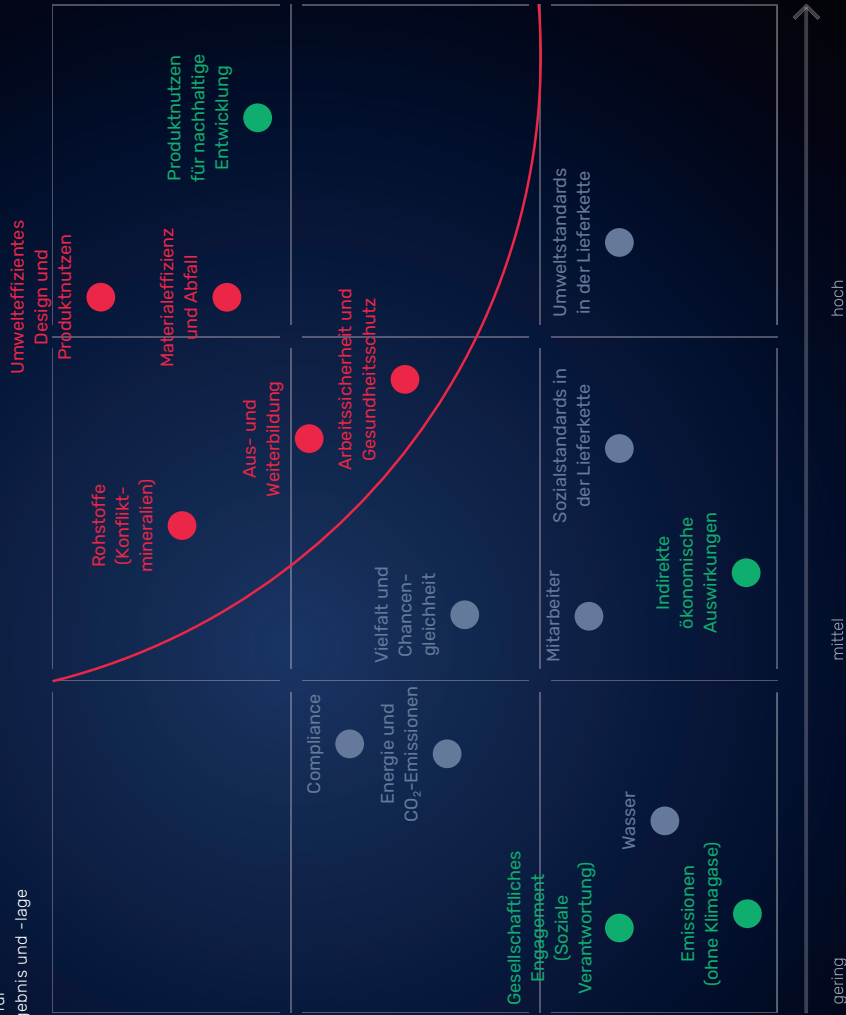 ebnis und -lage
Umwelteffizientes
Design und
Produktnutzen
Rohstoffe
(Konflikt-
mineralien)
Materialeffizienz
und Abfall
Produktnutzen
für nachhaltige
Entwicklung
Aus- und
Weiterbildung
Compliance
Arbeitssicherheit und
Gesundheitsschutz
Energie und
CO₂-Emissionen
Vielfalt und
Chancen-
gleichheit
Gesellschaftliches
Engagement
(Soziale
Verantwortung)
Mitarbeiter
Sozialstandards in
der Lieferkette
Umweltstandards
in der Lieferkette
Wasser
Indirekte
ökonomische
Auswirkungen
Emissionen
(ohne Klimagase)
gering
mittel
hoch